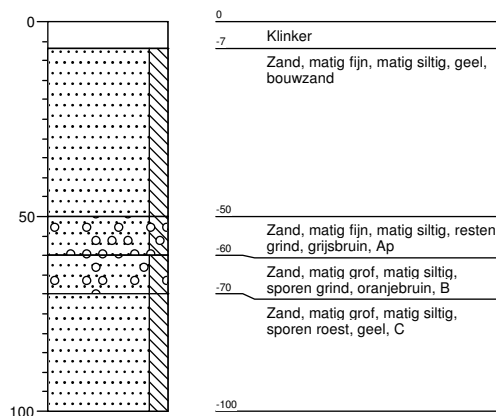 0
0
Klinker
-7
Zand, matig fijn, matig siltig, geel,
bouwzand
50
-50
Zand, matig fijn, matig siltig, resten
grind, grijsbruin, Ap
-60
Zand, matig grof, matig siltig,
sporen grind, oranjebruin, B
-70
Zand, matig grof, matig siltig,
sporen roest, geel, C
100
-100